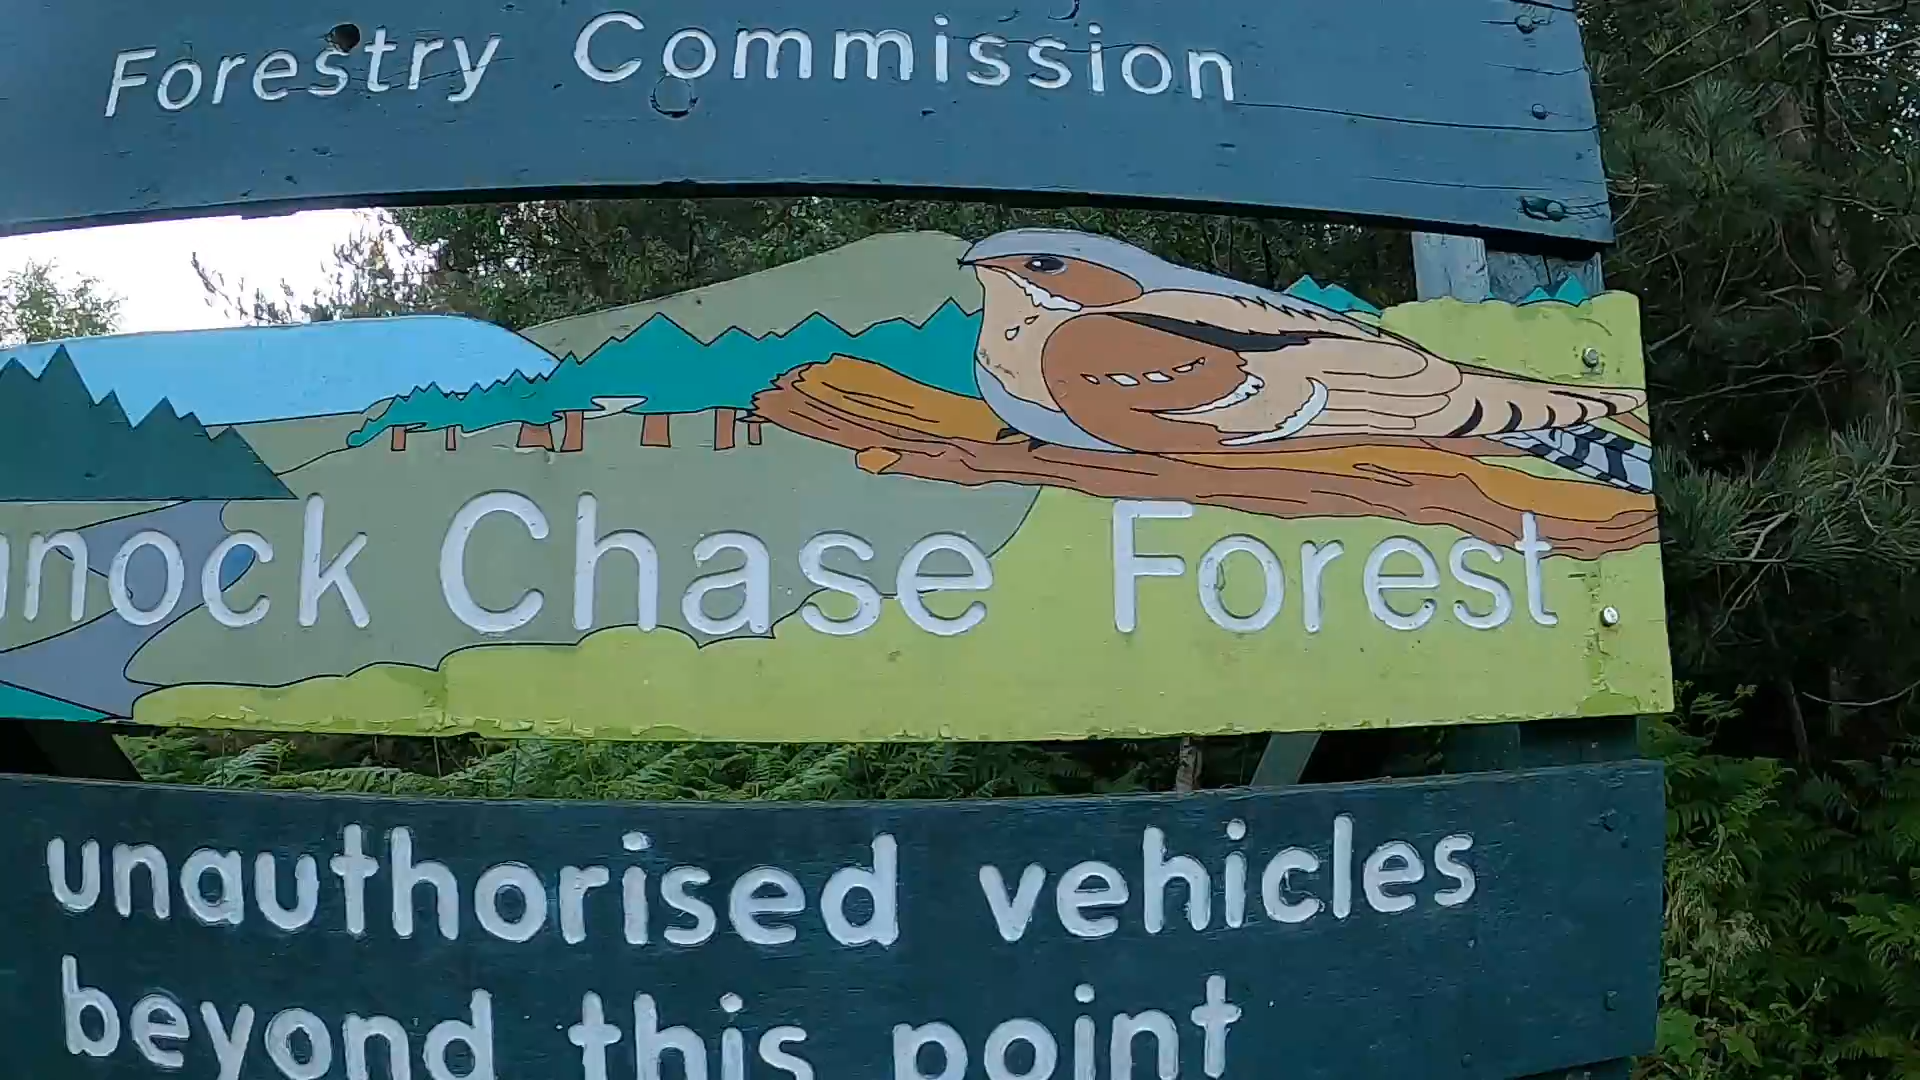 Forestry Commission
nock Chase Forest
unauthorised vehicles
beyond this point